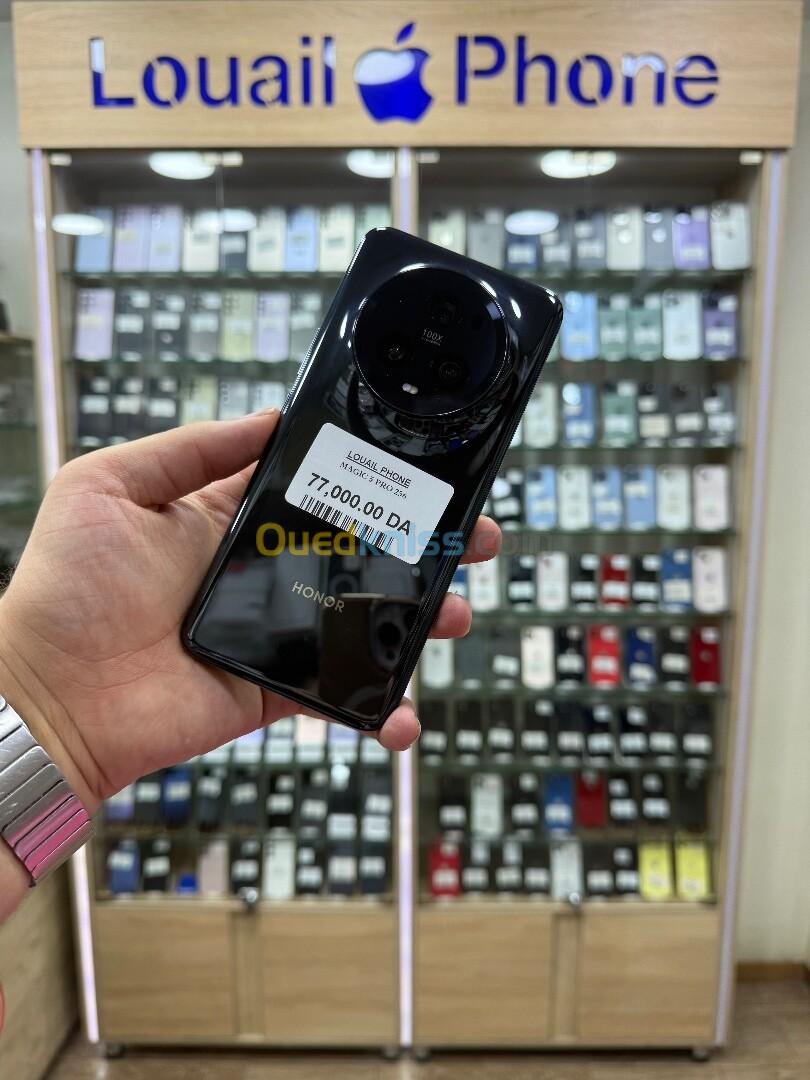 Louail Phone
100X
LOUAIL PHONE
MAGIC 5 PRO 256
77,000.00 DA
Ouedkniss.com
HONOR